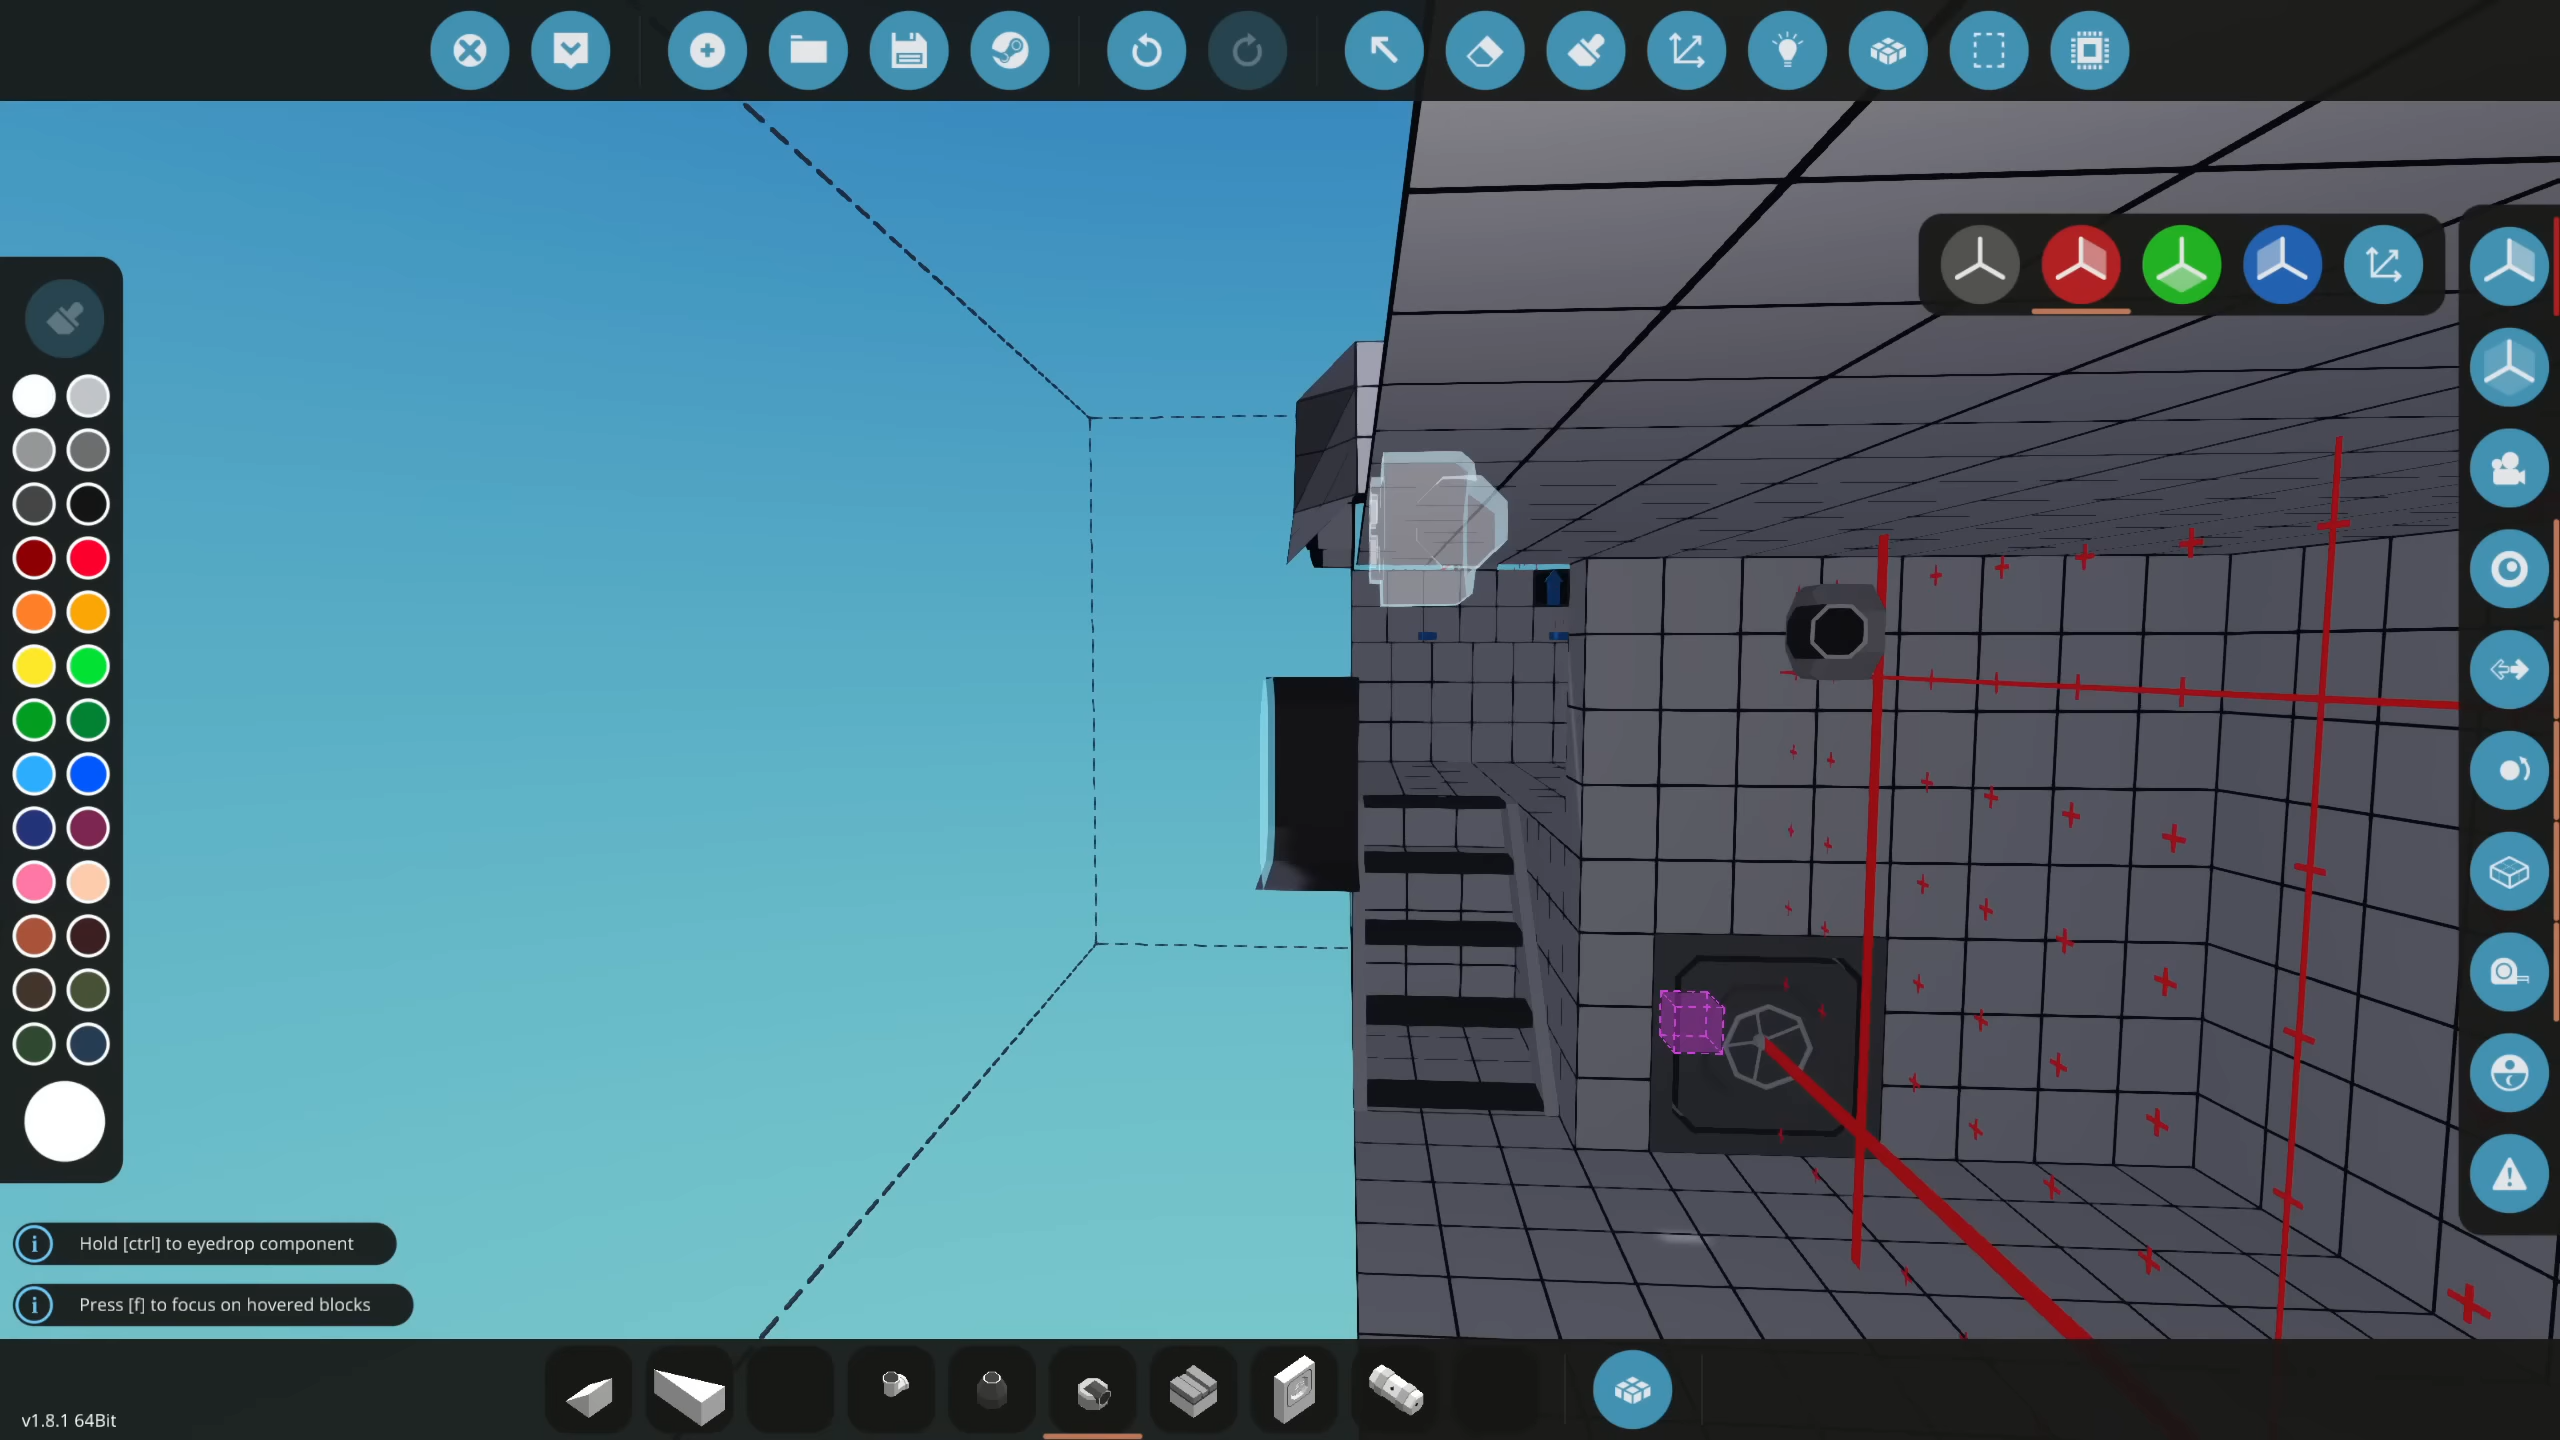 Hold [ctrl] to eyedrop component
Press [f] to focus on hovered blocks
v1.8.1 64Bit